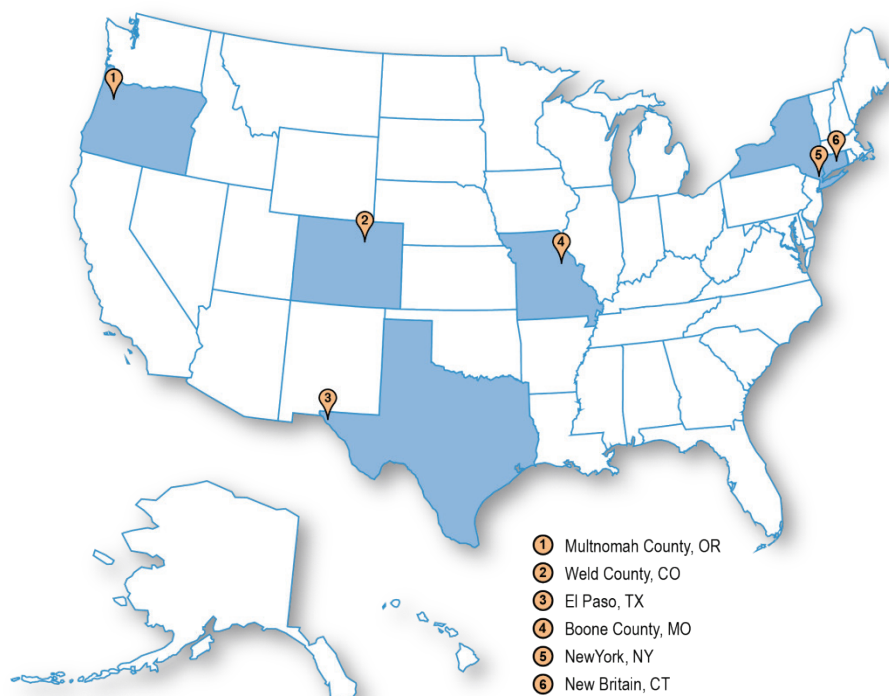 1
2
3
4
5
6
1 Multnomah County, OR
2 Weld County, CO
3 El Paso, TX
4 Boone County, MO
5 NewYork, NY
6 New Britain, CT